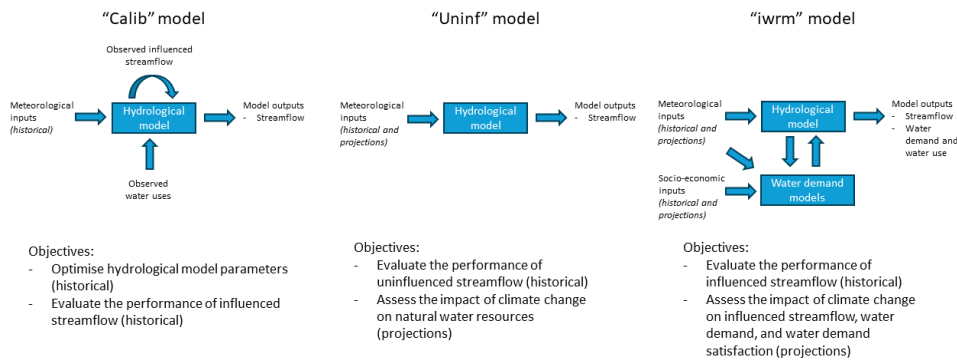 “Calib” model
Observed influenced
streamflow
Meteorological
inputs
(historical)
Hydrological
model
Model outputs
- Streamflow
Observed
water uses
Objectives:
- Optimise hydrological model parameters
(historical)
- Evaluate the performance of influenced
streamflow (historical)
“Uninf” model
Meteorological
inputs
(historical and
projections)
Hydrological
model
Model outputs
- Streamflow
Objectives:
- Evaluate the performance of
uninfluenced streamflow (historical)
- Assess the impact of climate change
on natural water resources
(projections)
“iwrm” model
Meteorological
inputs
(historical and
projections)
Hydrological
model
Model outputs
- Streamflow
- Water
demand and
water use
Socio-economic
inputs
(historical and
projections)
Water demand
models
Objectives:
- Evaluate the performance of
influenced streamflow (historical)
- Assess the impact of climate change
on influenced streamflow, water
demand, and water demand
satisfaction (projections)